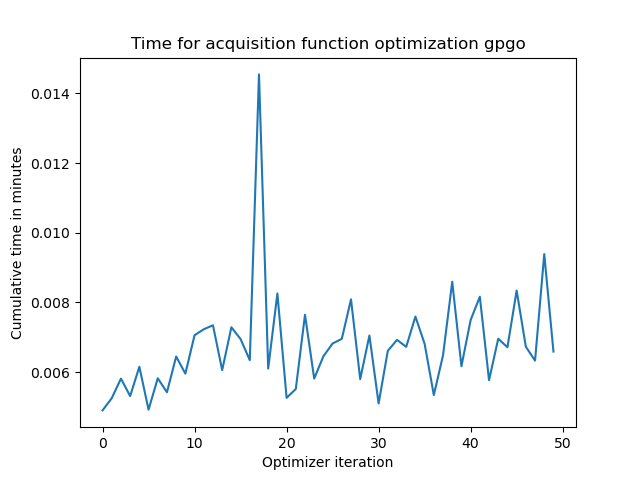 Time for acquisition function optimization gpgo
Cumulative time in minutes
0.014
0.012
0.010
0.008
0.006
0 10 20 30 40 50
Optimizer iteration